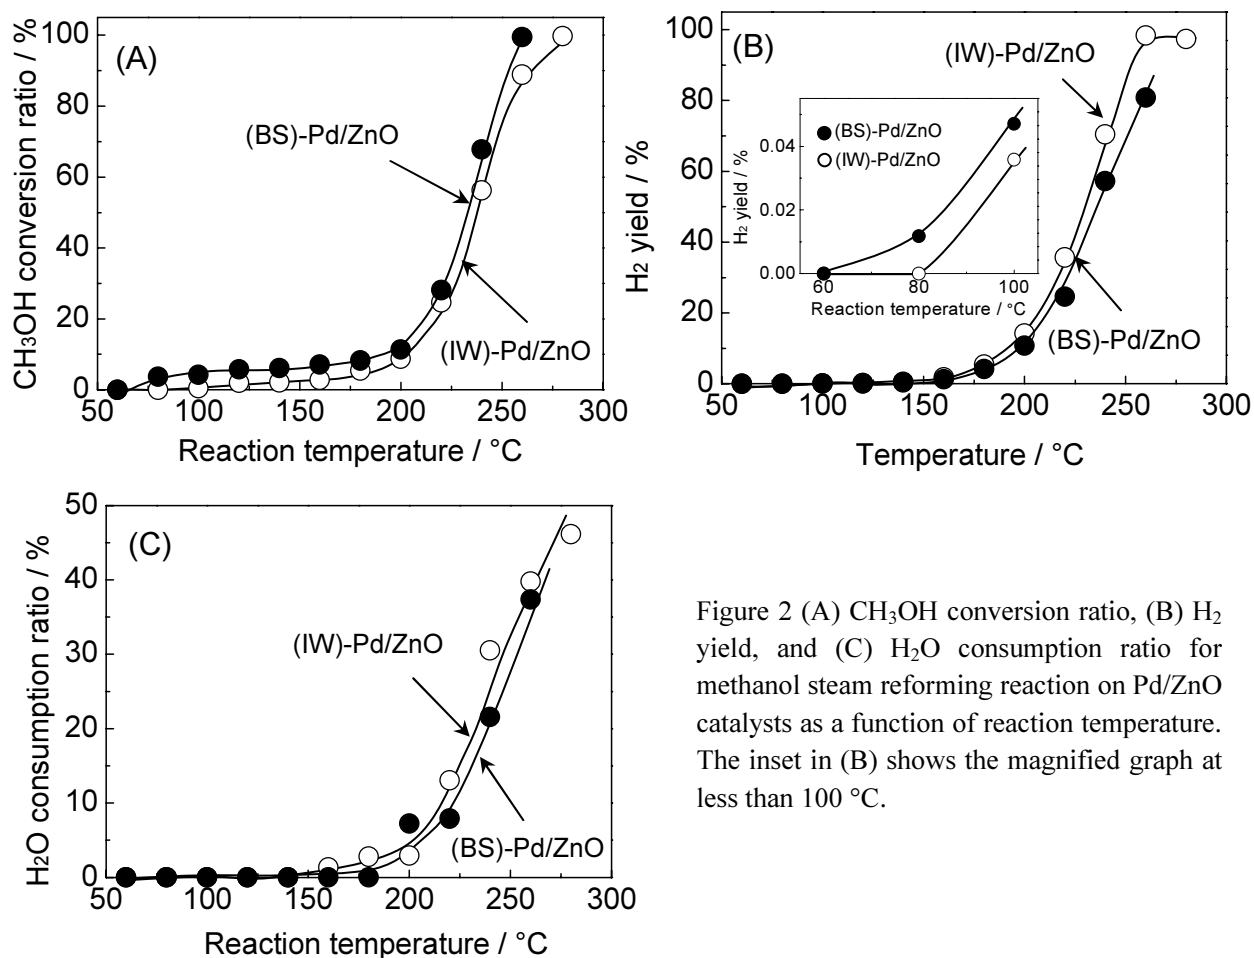 (A)
CH₃OH conversion ratio / %
100
80
60
40
20
0
(BS)-Pd/ZnO
(IW)-Pd/ZnO
50 100 150 200 250 300
Reaction temperature / °C
(B)
H₂ yield / %
100
80
60
40
20
0
(IW)-Pd/ZnO
(BS)-Pd/ZnO
H₂ yield / %
0.04
0.02
0.00
(BS)-Pd/ZnO
(IW)-Pd/ZnO
60 80 100
Reaction temperature / °C
50 100 150 200 250 300
Temperature / °C
(C)
H₂O consumption ratio / %
50
40
30
20
10
0
(IW)-Pd/ZnO
(BS)-Pd/ZnO
50 100 150 200 250 300
Reaction temperature / °C
Figure 2 (A) CH₃OH conversion ratio, (B) H₂
yield, and (C) H₂O consumption ratio for
methanol steam reforming reaction on Pd/ZnO
catalysts as a function of reaction temperature.
The inset in (B) shows the magnified graph at
less than 100 °C.